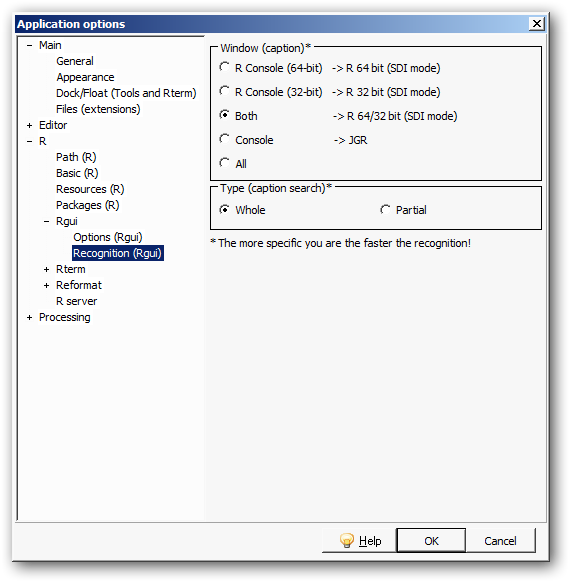 Application options
Main
General
Appearance
Dock/Float (Tools and Rterm)
Files (extensions)
Editor
R
Path (R)
Basic (R)
Resources (R)
Packages (R)
Rgui
Options (Rgui)
Recognition (Rgui)
Rterm
Reformat
R server
Processing
Window (caption)*
R Console (64-bit) -> R 64 bit (SDI mode)
R Console (32-bit) -> R 32 bit (SDI mode)
Both -> R 64/32 bit (SDI mode)
Console -> JGR
All
Type (caption search)*
Whole Partial
* The more specific you are the faster the recognition!
Help OK Cancel